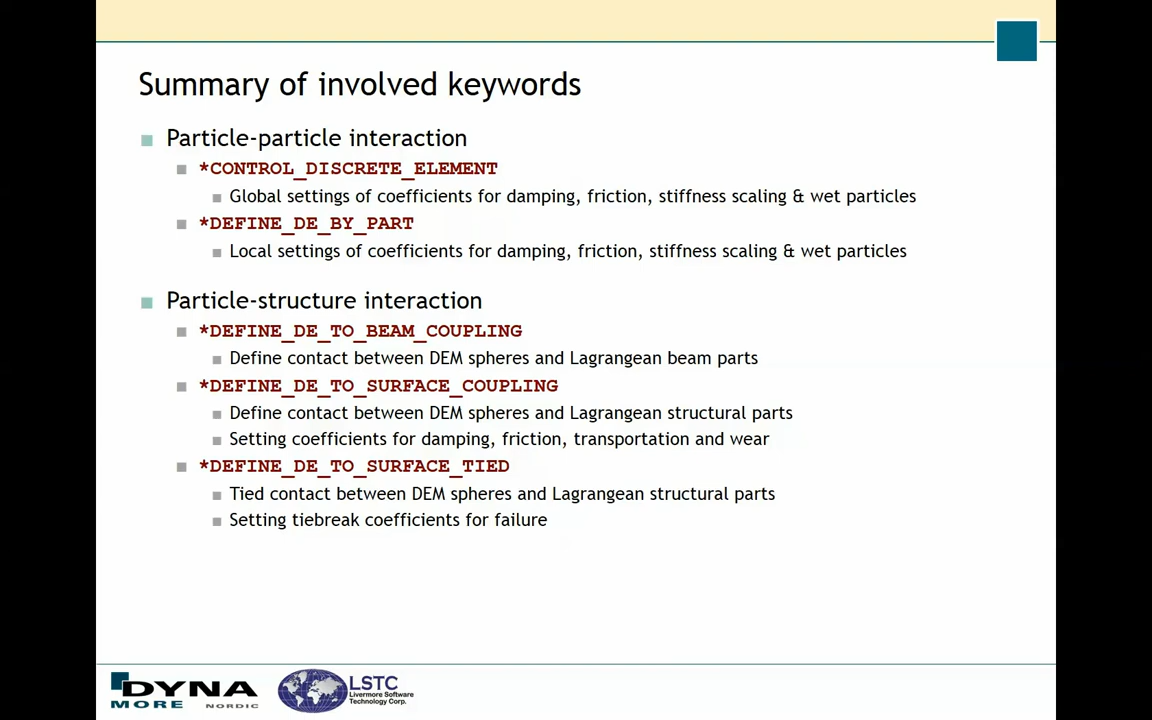 Summary of involved keywords
Particle-particle interaction
*CONTROL_DISCRETE_ELEMENT
Global settings of coefficients for damping, friction, stiffness scaling & wet particles
*DEFINE_DE_BY_PART
Local settings of coefficients for damping, friction, stiffness scaling & wet particles
Particle-structure interaction
*DEFINE_DE_TO_BEAM_COUPLING
Define contact between DEM spheres and Lagrangean beam parts
*DEFINE_DE_TO_SURFACE_COUPLING
Define contact between DEM spheres and Lagrangean structural parts
Setting coefficients for damping, friction, transportation and wear
*DEFINE_DE_TO_SURFACE_TIED
Tied contact between DEM spheres and Lagrangean structural parts
Setting tiebreak coefficients for failure
DYNA
MORE NORDIC
LSTC
Livermore Software
Technology Corp.